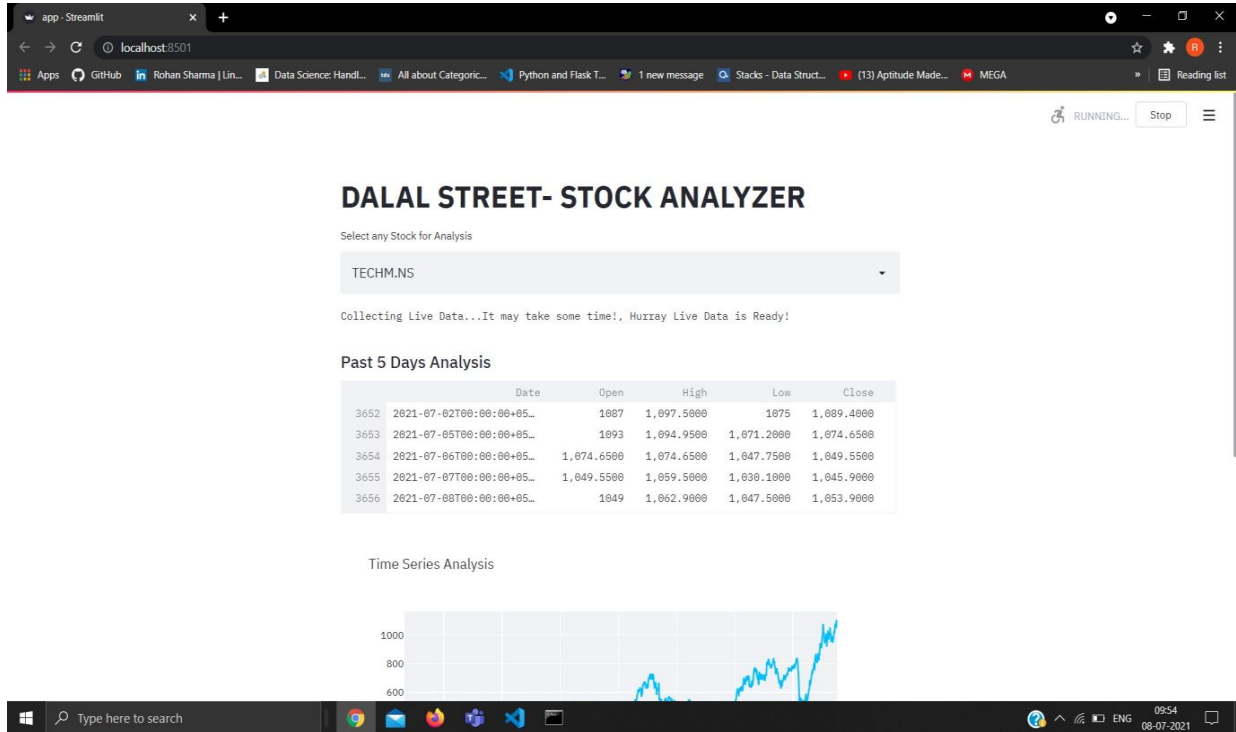 app · Streamlit
localhost:8501
Apps GitHub Rohan Sharma | Lin... Data Science: Handl... All about Categoric... Python and Flask T... 1 new message Stacks - Data Struct... (13) Aptitude Made... MEGA » Reading list
RUNNING... Stop
DALAL STREET- STOCK ANALYZER
Select any Stock for Analysis
TECHM.NS
Collecting Live Data...It may take some time!, Hurray Live Data is Ready!
Past 5 Days Analysis
Date Open High Low Close
3652 2021-07-02T00:00:00+05… 1087 1,097.5000 1075 1,089.4000
3653 2021-07-05T00:00:00+05… 1093 1,094.9500 1,071.2000 1,074.6500
3654 2021-07-06T00:00:00+05… 1,074.6500 1,074.6500 1,047.7500 1,049.5500
3655 2021-07-07T00:00:00+05… 1,049.5500 1,059.5000 1,030.1000 1,045.9000
3656 2021-07-08T00:00:00+05… 1049 1,062.9000 1,047.5000 1,053.9000
Time Series Analysis
1000
800
600
Type here to search
ENG
09:54
08-07-2021